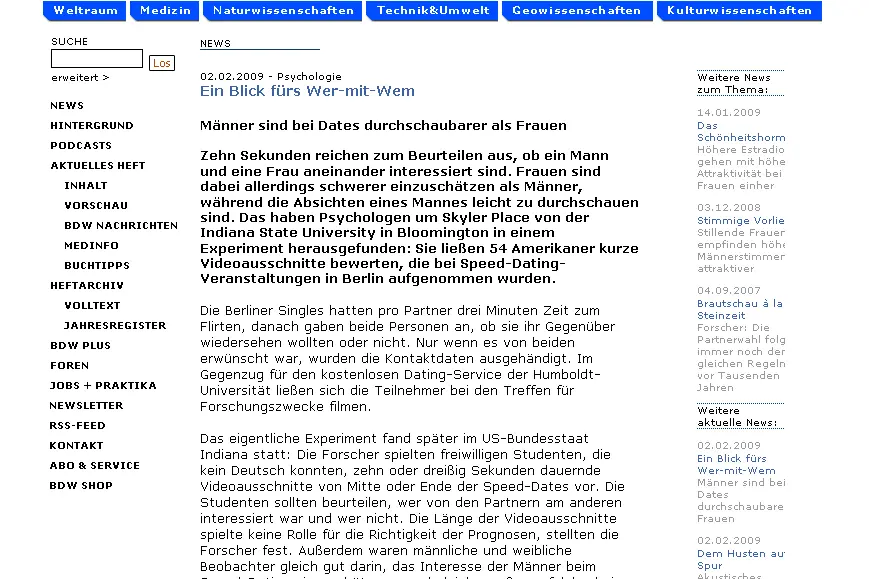 Weltraum Medizin Naturwissenschaften Technik&Umwelt Geowissenschaften Kulturwissenschaften
SUCHE
Los
erweitert >
NEWS
HINTERGRUND
PODCASTS
AKTUELLES HEFT
INHALT
VORSCHAU
BDW NACHRICHTEN
MEDINFO
BUCHTIPPS
HEFTARCHIV
VOLLTEXT
JAHRESREGISTER
BDW PLUS
FOREN
JOBS + PRAKTIKA
NEWSLETTER
RSS-FEED
KONTAKT
ABO & SERVICE
BDW SHOP
NEWS
02.02.2009 - Psychologie
Ein Blick fürs Wer-mit-Wem
Männer sind bei Dates durchschaubarer als Frauen
Zehn Sekunden reichen zum Beurteilen aus, ob ein Mann
und eine Frau aneinander interessiert sind. Frauen sind
dabei allerdings schwerer einzuschätzen als Männer,
während die Absichten eines Mannes leicht zu durchschauen
sind. Das haben Psychologen um Skyler Place von der
Indiana State University in Bloomington in einem
Experiment herausgefunden: Sie ließen 54 Amerikaner kurze
Videoausschnitte bewerten, die bei Speed-Dating-
Veranstaltungen in Berlin aufgenommen wurden.
Die Berliner Singles hatten pro Partner drei Minuten Zeit zum
Flirten, danach gaben beide Personen an, ob sie ihr Gegenüber
wiedersehen wollten oder nicht. Nur wenn es von beiden
erwünscht war, wurden die Kontaktdaten ausgehändigt. Im
Gegenzug für den kostenlosen Dating-Service der Humboldt-
Universität ließen sich die Teilnehmer bei den Treffen für
Forschungszwecke filmen.
Das eigentliche Experiment fand später im US-Bundesstaat
Indiana statt: Die Forscher spielten freiwilligen Studenten, die
kein Deutsch konnten, zehn oder dreißig Sekunden dauernde
Videoausschnitte von Mitte oder Ende der Speed-Dates vor. Die
Studenten sollten beurteilen, wer von den Partnern am anderen
interessiert war und wer nicht. Die Länge der Videoausschnitte
spielte keine Rolle für die Richtigkeit der Prognosen, stellten die
Forscher fest. Außerdem waren männliche und weibliche
Beobachter gleich gut darin, das Interesse der Männer beim
Weitere News
zum Thema:
14.01.2009
Das
Schönheitshorm
Höhere Estradio
gehen mit höhe
Attraktivität bei
Frauen einher
03.12.2008
Stimmige Vorlie
Stillende Frauen
empfinden höhe
Männerstimmen
attraktiver
04.09.2007
Brautschau à la
Steinzeit
Forscher: Die
Partnerwahl folg
immer noch der
gleichen Regeln
vor Tausenden
Jahren
Weitere
aktuelle News:
02.02.2009
Ein Blick fürs
Wer-mit-Wem
Männer sind bei
Dates
durchschaubare
Frauen
02.02.2009
Dem Husten auf
Spur
Akustisches